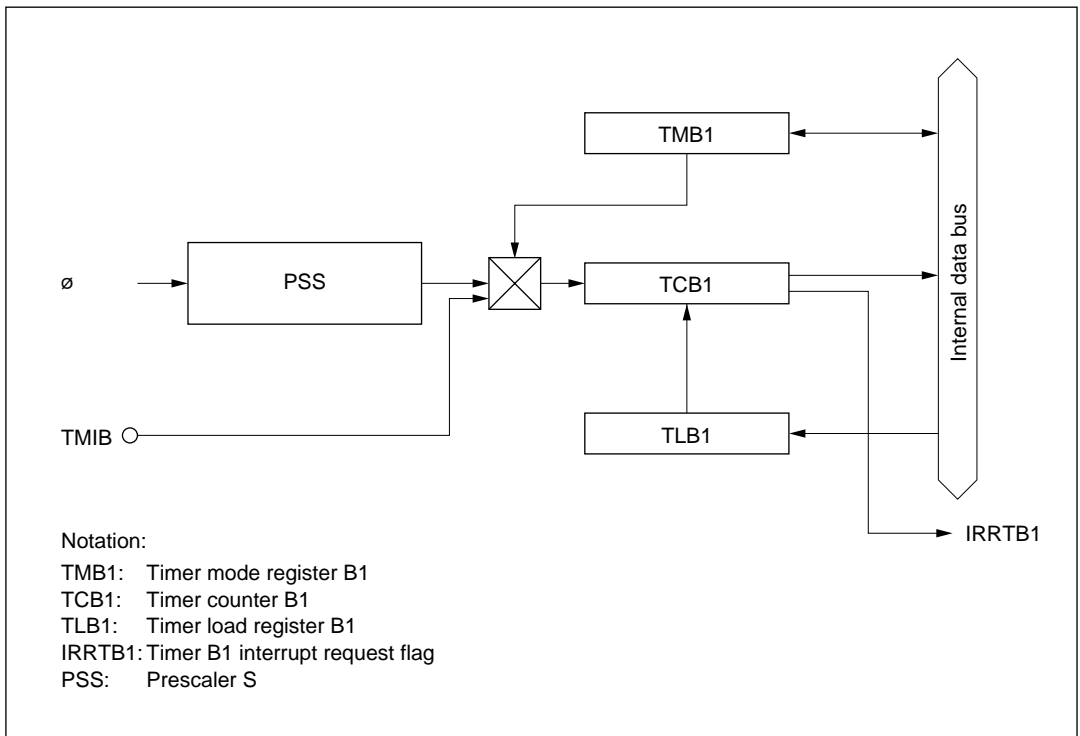 TMB1
ø
PSS
TCB1
Internal data bus
TMIB
TLB1
IRRTB1
Notation:
TMB1: Timer mode register B1
TCB1: Timer counter B1
TLB1: Timer load register B1
IRRTB1: Timer B1 interrupt request flag
PSS: Prescaler S